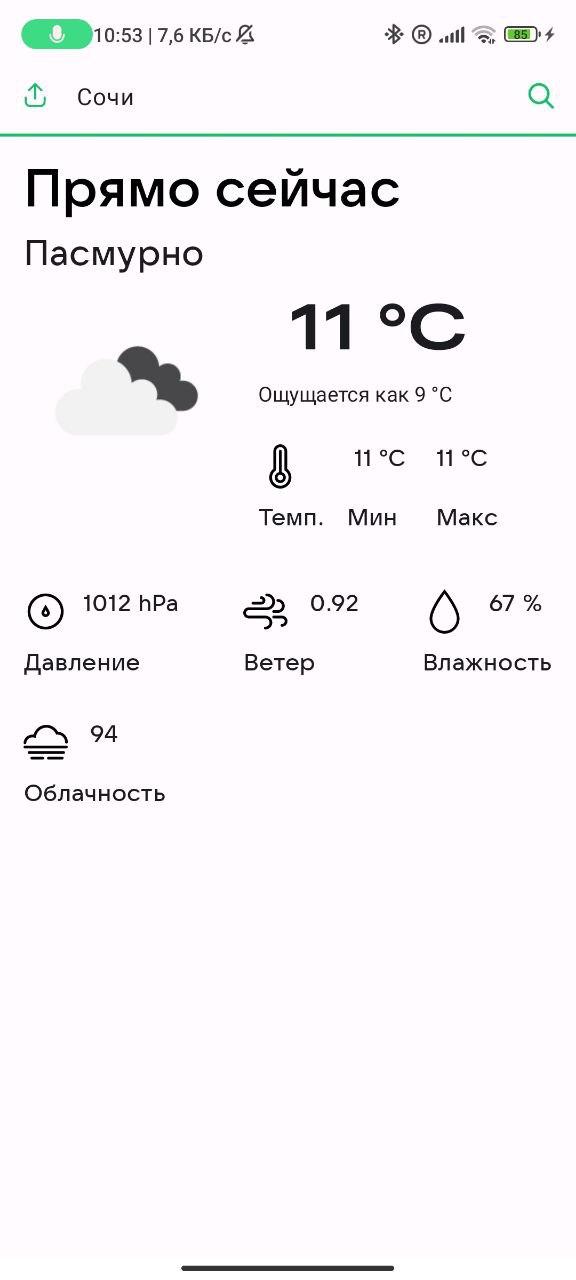 10:53 | 7,6 КБ/с ® 85
Сочи
Прямо сейчас
Пасмурно
11 °C
Ощущается как 9 °C
11 °C 11 °C
Темп. Мин Макс
1012 hPa 0.92 67 %
Давление Ветер Влажность
94
Облачность